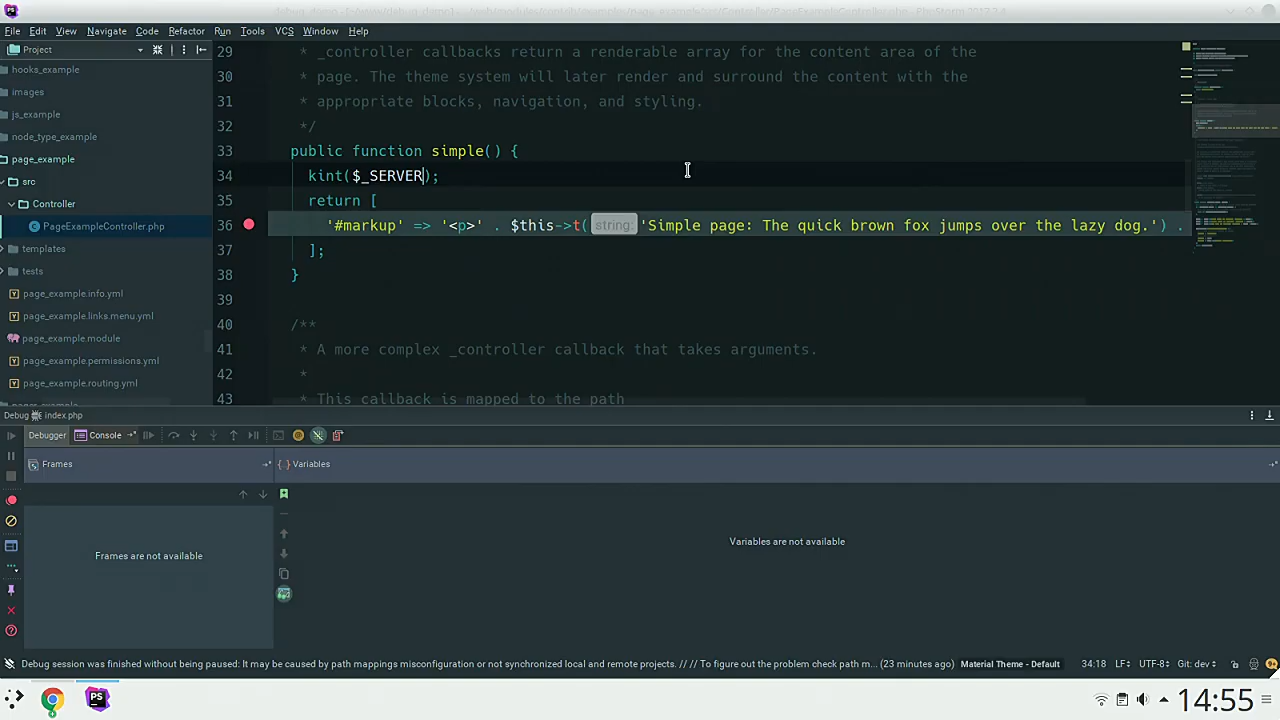 File Edit View Navigate Code Refactor Run Tools VCS Window Help
Project
hooks_example
images
js_example
node_type_example
page_example
src
Controller
PageExampleController.php
templates
tests
page_example.info.yml
page_example.links.menu.yml
page_example.module
page_example.permissions.yml
page_example.routing.yml
29 * controller callbacks return a renderable array for the content area of the
30 * page. The theme system will later render and surround the content with the
31 * appropriate blocks, navigation, and styling.
32 */
33 public function simple() {
34 kint($_SERVER);
35 return [
36 '#markup' => '<p>' . $this->t( string: 'Simple page: The quick brown fox jumps over the lazy dog.') .
37 ];
38 }
39
40 /**
41 * A more complex _controller callback that takes arguments.
42 *
43 * This callback is mapped to the path
Debug index.php
Debugger Console
Frames
Variables
Frames are not available
Variables are not available
Debug session was finished without being paused: It may be caused by path mappings misconfiguration or not synchronized local and remote projects. // // To figure out the problem check path m... (23 minutes ago) Material Theme - Default 34:18 LF UTF-8 Git: dev
PS
14:55